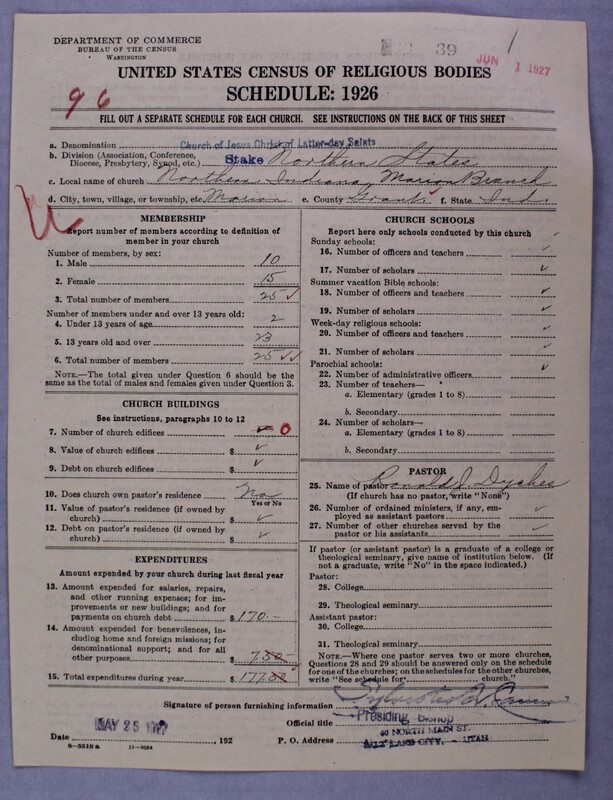 DEPARTMENT OF COMMERCE
BUREAU OF THE CENSUS
WASHINGTON
39
JUN 1 1927
UNITED STATES CENSUS OF RELIGIOUS BODIES
SCHEDULE: 1926
96
FILL OUT A SEPARATE SCHEDULE FOR EACH CHURCH. SEE INSTRUCTIONS ON THE BACK OF THIS SHEET
a. Denomination Church of Jesus Christ of Latter-day Saints
b. Division (Association, Conference, Diocese, Presbytery, Synod, etc.) Stake Northern States
c. Local name of church Northern Indiana Marion Branch
d. City, town, village, or township, etc. Marion e. County Grant f. State Ind.
MEMBERSHIP
Report number of members according to definition of
member in your church
Number of members, by sex:
1. Male 10
2. Female 15
3. Total number of members 25
Number of members under and over 13 years old:
4. Under 13 years of age 2
5. 13 years old and over 23
6. Total number of members 25
NOTE.—The total given under Question 6 should be
same as the total of males and females given under Question 3.
CHURCH BUILDINGS
See instructions, paragraphs 10 to 12
7. Number of church edifices 0
8. Value of church edifices $
9. Debt on church edifices $
10. Does church own pastor's residence No
Yes or No
11. Value of pastor's residence (if owned by
church) $
12. Debt on pastor's residence (if owned by
church) $
EXPENDITURES
Amount expended by your church during last fiscal year
13. Amount expended for salaries, repairs,
and other running expenses; for im-
provements or new buildings; and for
payments on church debt $170.-
14. Amount expended for benevolences, in-
cluding home and foreign missions; for
denominational support; and for all
other purposes $ 7.50
15. Total expenditures during year $ 177.50
CHURCH SCHOOLS
Report here only schools conducted by this church
Sunday schools:
16. Number of officers and teachers
17. Number of scholars
Summer vacation Bible schools:
18. Number of officers and teachers
19. Number of scholars
Week-day religious schools:
20. Number of officers and teachers
21. Number of scholars
Parochial schools:
22. Number of administrative officers
23. Number of teachers—
a. Elementary (grades 1 to 8)
b. Secondary
24. Number of scholars—
a. Elementary (grades 1 to 8)
b. Secondary
PASTOR
25. Name of pastor Ronald J. Dyches
(If church has no pastor, write "None")
26. Number of ordained ministers, if any, em-
ployed as assistant pastors
27. Number of other churches served by the
pastor or his assistants
If pastor (or assistant pastor) is a graduate of a college or
theological seminary, give name of institution below. (If
not a graduate, write "No" in the space indicated.)
Pastor:
28. College
29. Theological seminary
Assistant pastor:
30. College
31. Theological seminary
NOTE.—Where one pastor serves two or more churches,
Questions 28 and 29 should be answered only on the schedule
for one of the churches; on the schedules for the other churches,
write "See schedule for church."
Signature of person furnishing information Sylvester Q. Cannon
Official title Presiding Bishop
Date MAY 25 1927, 192 P. O. Address 40 NORTH MAIN ST.
SALT LAKE CITY, - UTAH
8—5518 a 11—9054